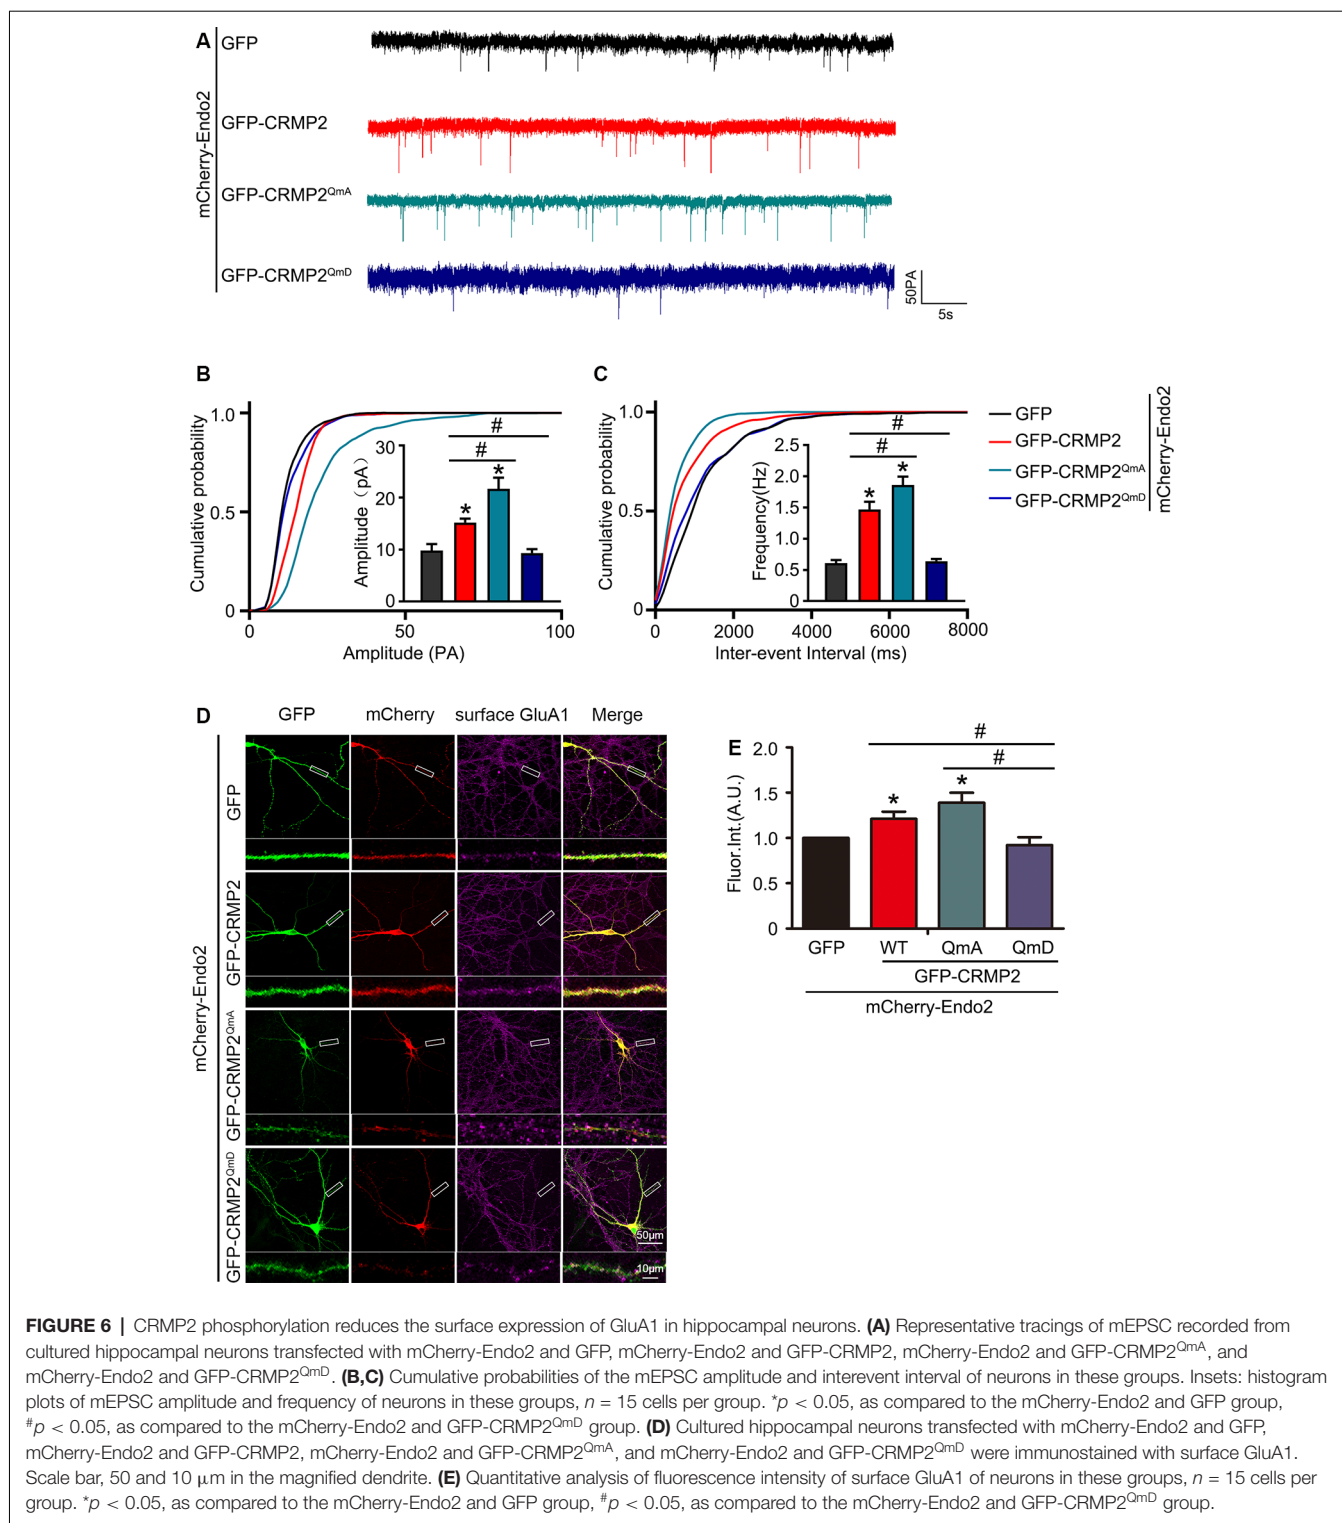 A
GFP
GFP-CRMP2
GFP-CRMP2QmA
GFP-CRMP2QmD
mCherry-Endo2
50PA
5s
B
Cumulative probability
1.0
0.5
0
0
50
100
Amplitude (PA)
Amplitude (pA)
30
20
10
0
#
#
*
*
C
Cumulative probability
1.0
0.5
0
0
2000
4000
6000
8000
Inter-event Interval (ms)
Frequency(Hz)
2.5
2.0
1.5
1.0
0.5
0
#
#
*
*
GFP
GFP-CRMP2
GFP-CRMP2QmA
GFP-CRMP2QmD
mCherry-Endo2
D
GFP
mCherry
surface GluA1
Merge
mCherry-Endo2
GFP
GFP-CRMP2
GFP-CRMP2QmA
GFP-CRMP2QmD
50μm
10μm
E
Fluor.Int.(A.U.)
2.0
1.5
1.0
0.5
0
#
#
*
*
GFP
WT
QmA
QmD
GFP-CRMP2
mCherry-Endo2
FIGURE 6 | CRMP2 phosphorylation reduces the surface expression of GluA1 in hippocampal neurons. (A) Representative tracings of mEPSC recorded from
cultured hippocampal neurons transfected with mCherry-Endo2 and GFP, mCherry-Endo2 and GFP-CRMP2, mCherry-Endo2 and GFP-CRMP2QmA, and
mCherry-Endo2 and GFP-CRMP2QmD. (B,C) Cumulative probabilities of the mEPSC amplitude and interevent interval of neurons in these groups. Insets: histogram
plots of mEPSC amplitude and frequency of neurons in these groups, n = 15 cells per group. *p < 0.05, as compared to the mCherry-Endo2 and GFP group,
#p < 0.05, as compared to the mCherry-Endo2 and GFP-CRMP2QmD group. (D) Cultured hippocampal neurons transfected with mCherry-Endo2 and GFP,
mCherry-Endo2 and GFP-CRMP2, mCherry-Endo2 and GFP-CRMP2QmA, and mCherry-Endo2 and GFP-CRMP2QmD were immunostained with surface GluA1.
Scale bar, 50 and 10 μm in the magnified dendrite. (E) Quantitative analysis of fluorescence intensity of surface GluA1 of neurons in these groups, n = 15 cells per
group. *p < 0.05, as compared to the mCherry-Endo2 and GFP group, #p < 0.05, as compared to the mCherry-Endo2 and GFP-CRMP2QmD group.